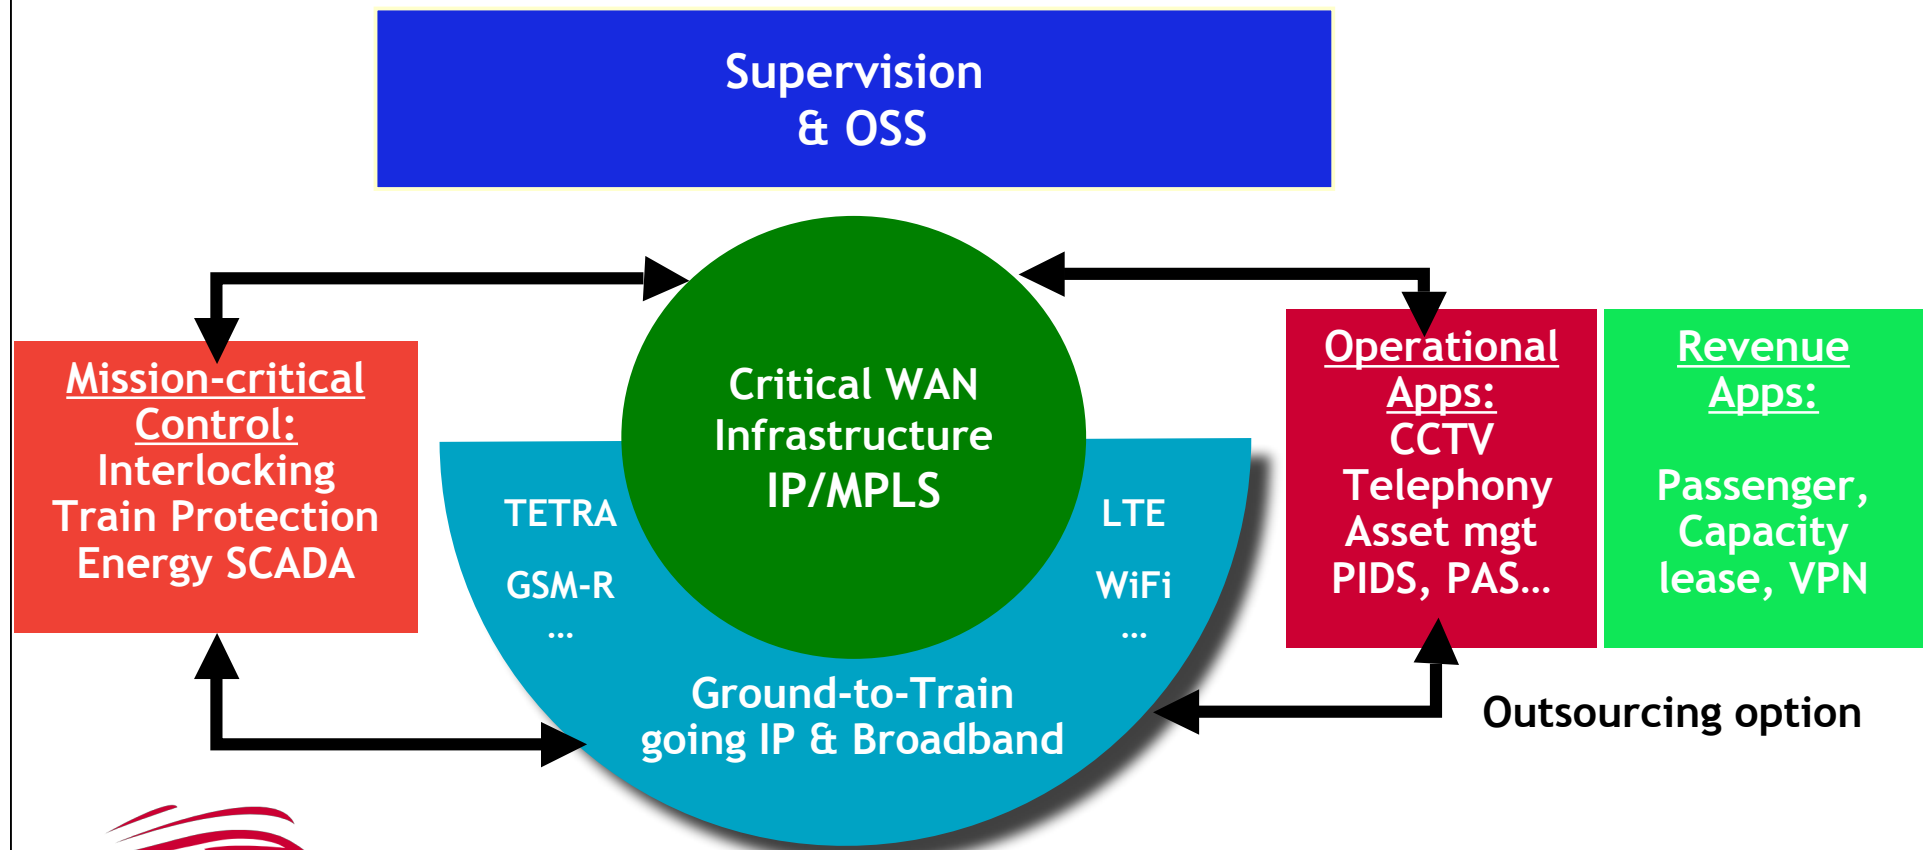 Supervision
& OSS
Mission-critical
Control:
Interlocking
Train Protection
Energy SCADA
Critical WAN
Infrastructure
IP/MPLS
TETRA
GSM-R
...
LTE
WiFi
...
Ground-to-Train
going IP & Broadband
Operational
Apps:
CCTV
Telephony
Asset mgt
PIDS, PAS...
Revenue
Apps:
Passenger,
Capacity
lease, VPN
Outsourcing option